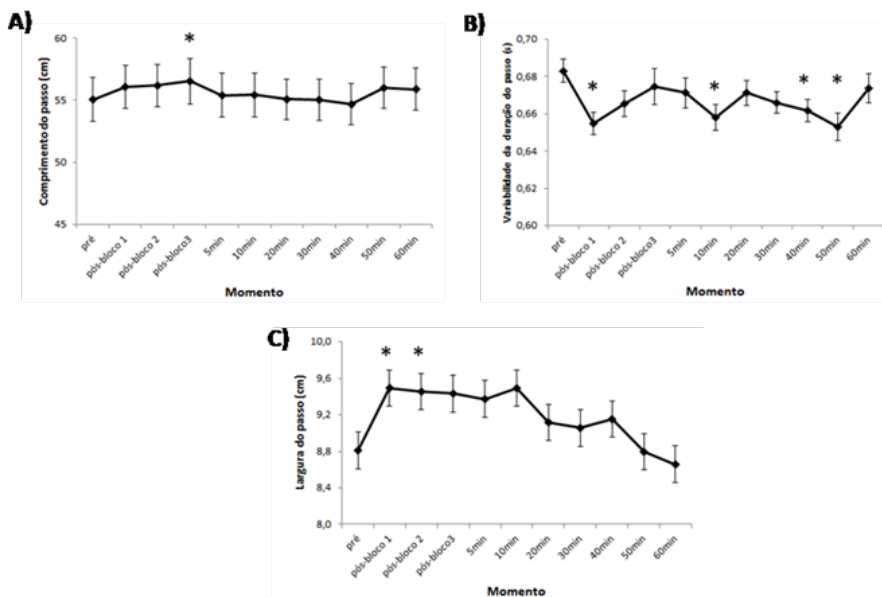 A)
*
60
55
50
45
Comprimento do passo (cm)
pré
pós-bloco 1
pós-bloco 2
pós-bloco3
5min
10min
20min
30min
40min
50min
60min
Momento
B)
* * * *
0,70
0,68
0,66
0,64
0,62
0,60
Variabilidade da duração do passo (s)
pré
pós-bloco 1
pós-bloco 2
pós-bloco3
5min
10min
20min
30min
40min
50min
60min
Momento
C)
* *
10,0
9,6
9,2
8,8
8,4
8,0
Largura do passo (cm)
pré
pós-bloco 1
pós-bloco 2
pós-bloco3
5min
10min
20min
30min
40min
50min
60min
Momento